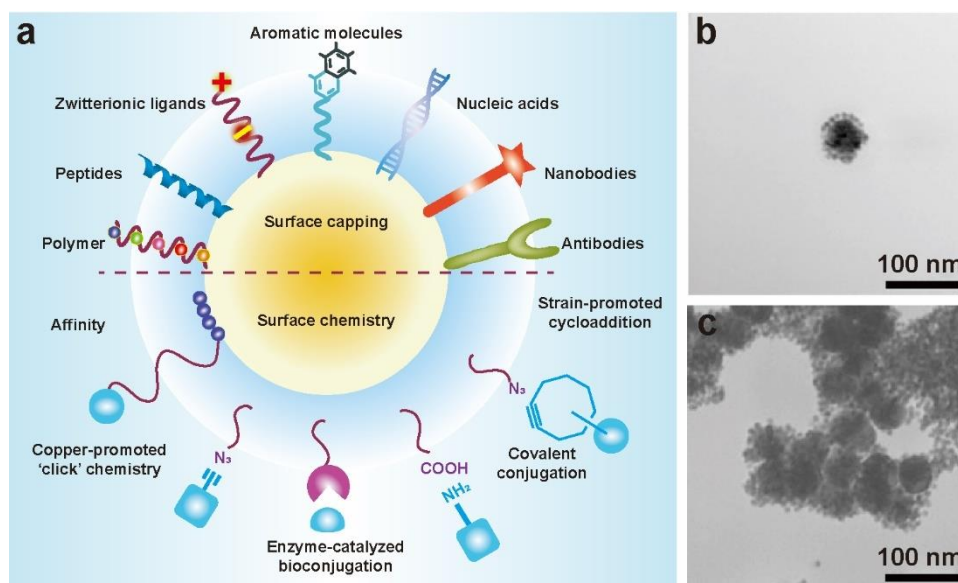 a
Aromatic molecules
Zwitterionic ligands
Nucleic acids
Peptides
Nanobodies
Surface capping
Polymer
Antibodies
Affinity
Surface chemistry
Strain-promoted
cycloaddition
N₃
Copper-promoted
'click' chemistry
N₃
COOH
NH₂
Covalent
conjugation
Enzyme-catalyzed
bioconjugation
b
100 nm
c
100 nm